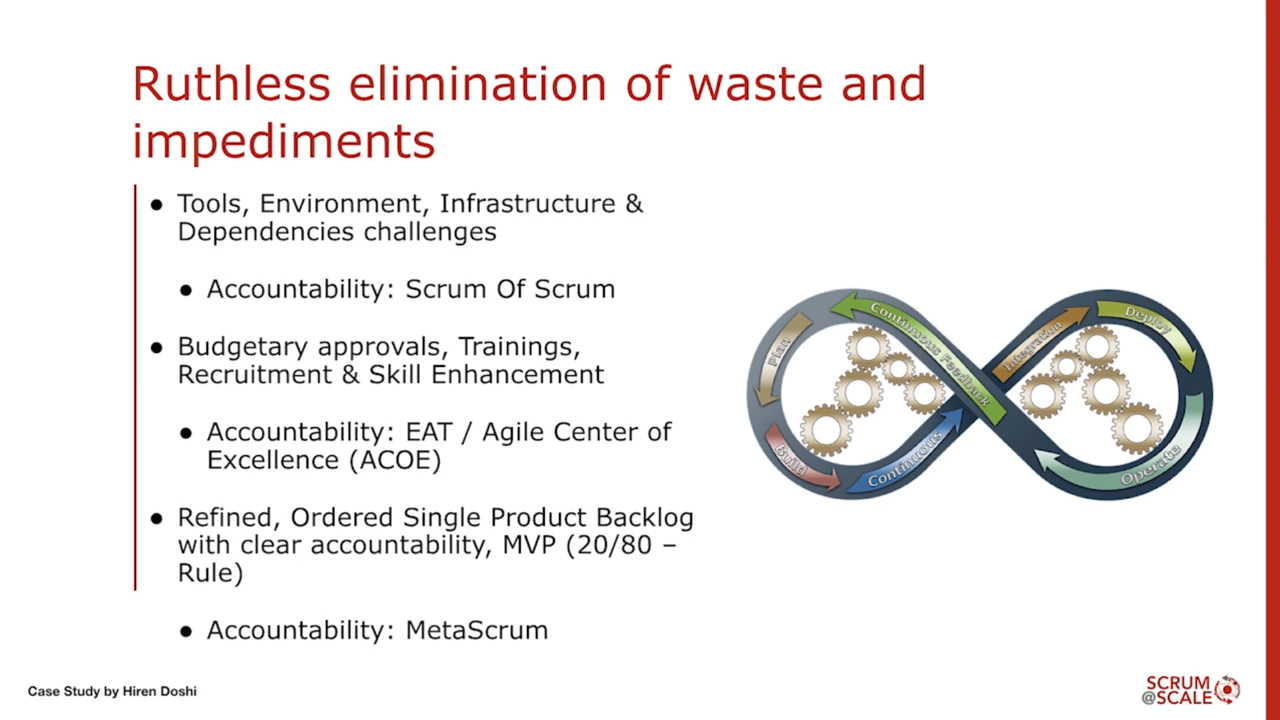 Ruthless elimination of waste and
impediments
● Tools, Environment, Infrastructure &
Dependencies challenges
● Accountability: Scrum Of Scrum
● Budgetary approvals, Trainings,
Recruitment & Skill Enhancement
● Accountability: EAT / Agile Center of
Excellence (ACOE)
● Refined, Ordered Single Product Backlog
with clear accountability, MVP (20/80 –
Rule)
● Accountability: MetaScrum
Plan
Build
Continuous
Integration
Deploy
Operate
Continuous Feedback
Case Study by Hiren Doshi
SCRUM
@SCALE